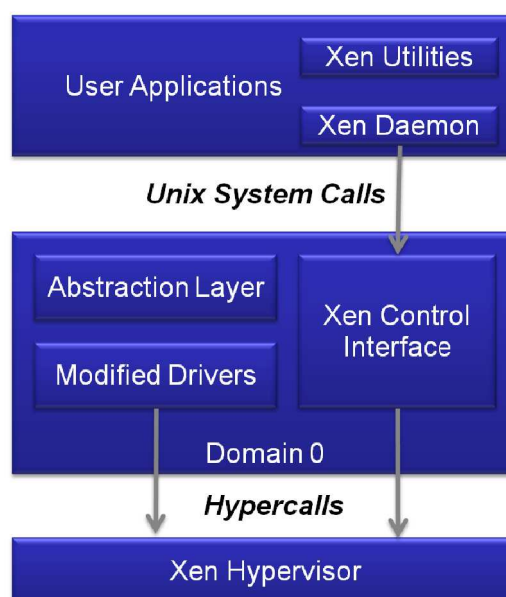 Xen Utilities
User Applications
Xen Daemon
Unix System Calls
Abstraction Layer
Xen Control
Interface
Modified Drivers
Domain 0
Hypercalls
Xen Hypervisor